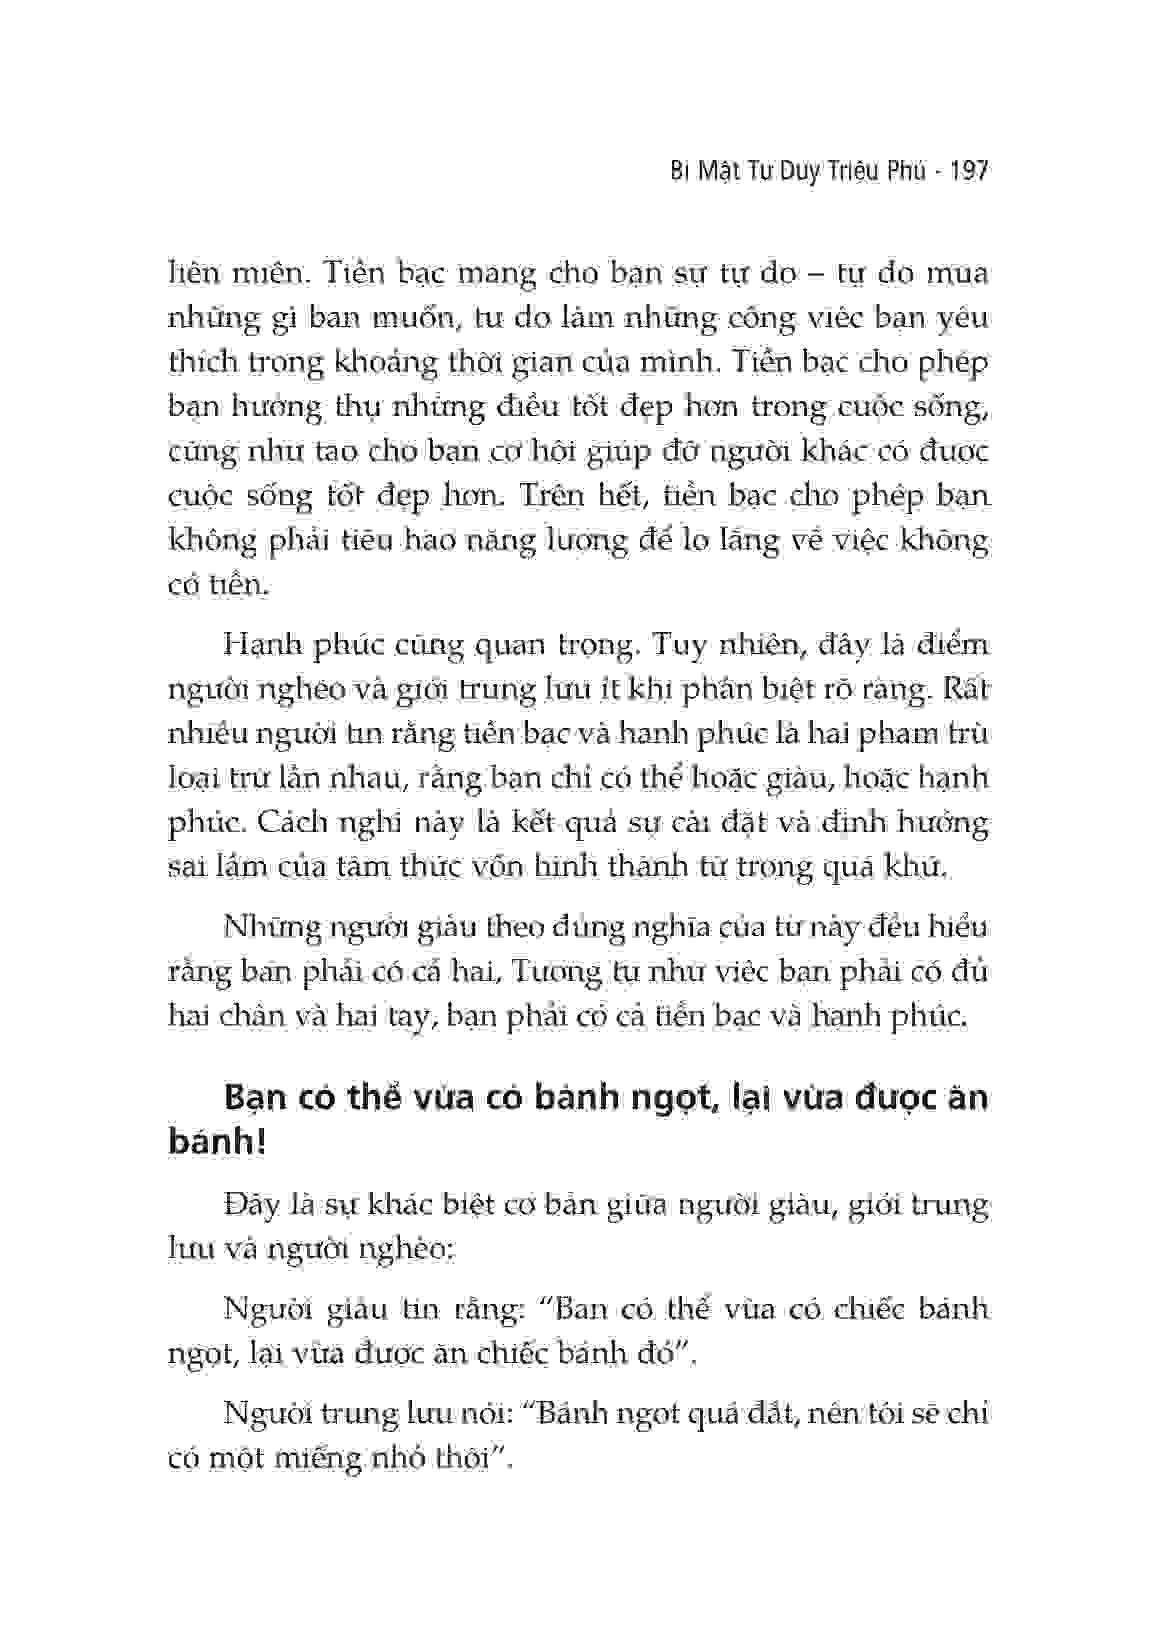 Bí Mật Tư Duy Triệu Phú - 197
liên miên. Tiền bạc mang cho bạn sự tự do – tự do mua
những gì bạn muốn, tự do làm những công việc bạn yêu
thích trong khoảng thời gian của mình. Tiền bạc cho phép
bạn hưởng thụ những điều tốt đẹp hơn trong cuộc sống,
cũng như tạo cho bạn cơ hội giúp đỡ người khác có được
cuộc sống tốt đẹp hơn. Trên hết, tiền bạc cho phép bạn
không phải tiêu hao năng lượng để lo lắng về việc không
có tiền.
Hạnh phúc cũng quan trọng. Tuy nhiên, đây là điểm
người nghèo và giới trung lưu ít khi phân biệt rõ ràng. Rất
nhiều người tin rằng tiền bạc và hạnh phúc là hai phạm trù
loại trừ lẫn nhau, rằng bạn chỉ có thể hoặc giàu, hoặc hạnh
phúc. Cách nghĩ này là kết quả sự cài đặt và định hướng
sai lầm của tâm thức vốn hình thành từ trong quá khứ.
Những người giàu theo đúng nghĩa của từ này đều hiểu
rằng bạn phải có cả hai, Tương tự như việc bạn phải có đủ
hai chân và hai tay, bạn phải có cả tiền bạc và hạnh phúc.
Bạn có thể vừa có bánh ngọt, lại vừa được ăn
bánh!
Đây là sự khác biệt cơ bản giữa người giàu, giới trung
lưu và người nghèo:
Người giàu tin rằng: “Bạn có thể vừa có chiếc bánh
ngọt, lại vừa được ăn chiếc bánh đó”.
Người trung lưu nói: “Bánh ngọt quá đắt, nên tôi sẽ chỉ
có một miếng nhỏ thôi”.